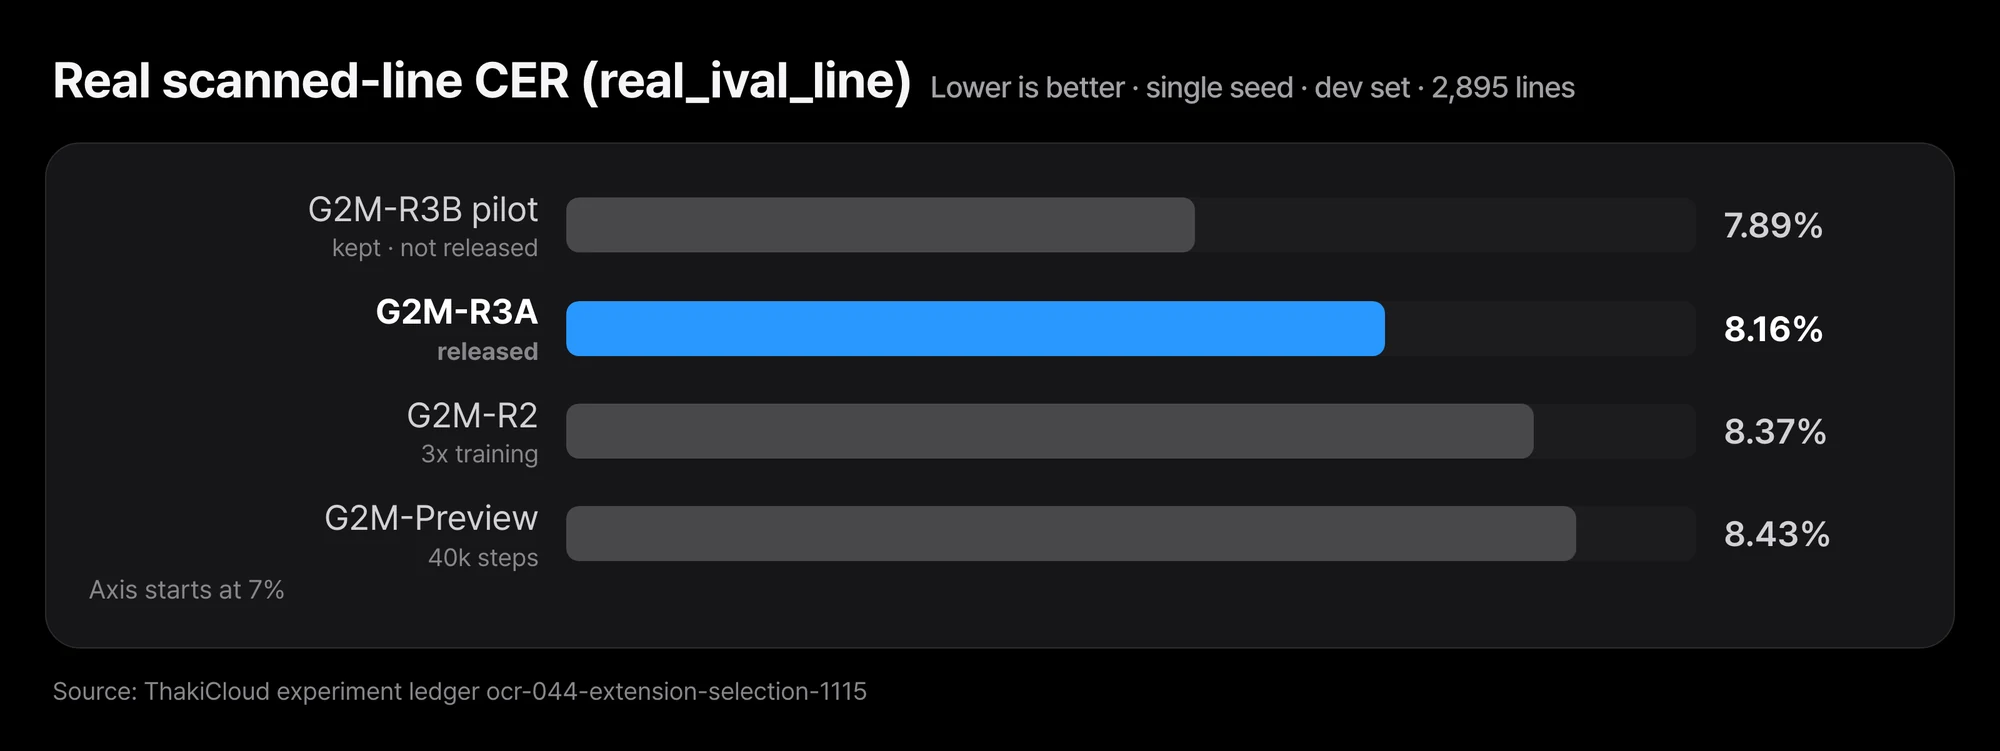 Real scanned-line CER (real_ival_line) Lower is better · single seed · dev set · 2,895 lines
G2M-R3B pilot
kept · not released
7.89%
G2M-R3A
released
8.16%
G2M-R2
3x training
8.37%
G2M-Preview
40k steps
8.43%
Axis starts at 7%
Source: ThakiCloud experiment ledger ocr-044-extension-selection-1115